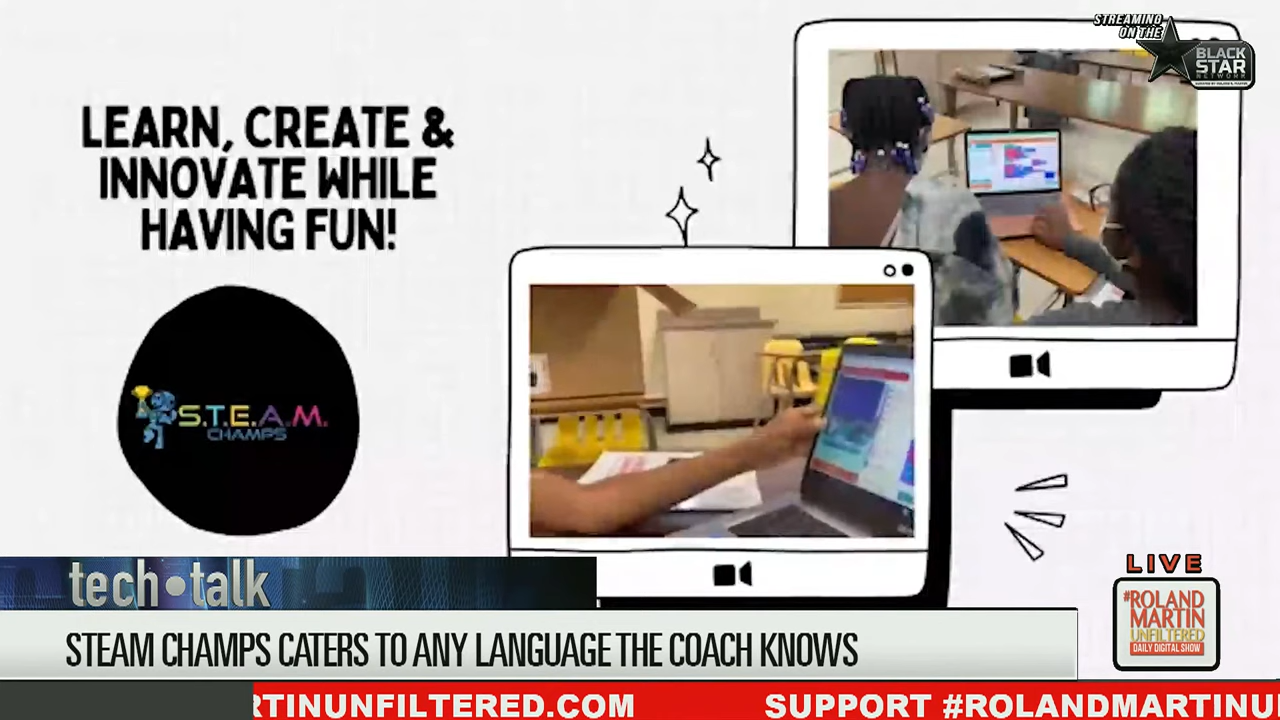 STREAMING
ON THE
BLACK
STAR
NETWORK
LEARN, CREATE &
INNOVATE WHILE
HAVING FUN!
S.T.E.A.M.
CHAMPS
tech•talk
STEAM CHAMPS CATERS TO ANY LANGUAGE THE COACH KNOWS
LIVE
#ROLAND
MARTIN
UNFILTERED
DAILY DIGITAL SHOW
RTINUNFILTERED.COM SUPPORT #ROLANDMARTINU